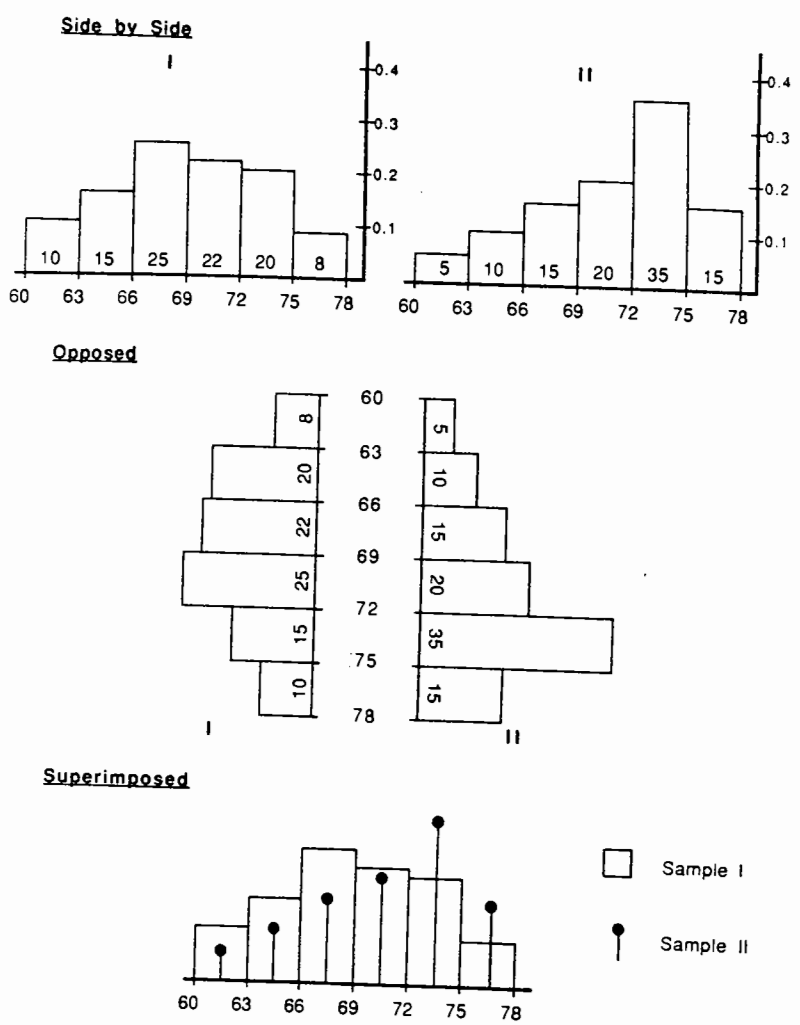 Side by Side
I
II
0.4
0.3
0.2
0.1
10 15 25 22 20 8
60 63 66 69 72 75 78
0.4
0.3
0.2
0.1
5 10 15 20 35 15
60 63 66 69 72 75 78
Opposed
8
20
22
25
15
10
I
60
63
66
69
72
75
78
5
10
15
20
35
15
II
Superimposed
60 63 66 69 72 75 78
Sample I
Sample II